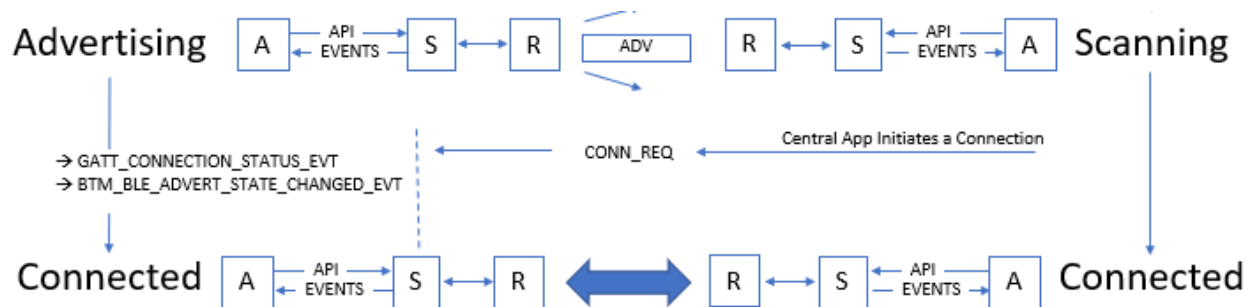 Advertising A API EVENTS S R ADV R S API EVENTS A Scanning
Central App Initiates a Connection
CONN_REQ
→ GATT_CONNECTION_STATUS_EVT
→ BTM_BLE_ADVERT_STATE_CHANGED_EVT
Connected A API EVENTS S R R S API EVENTS A Connected